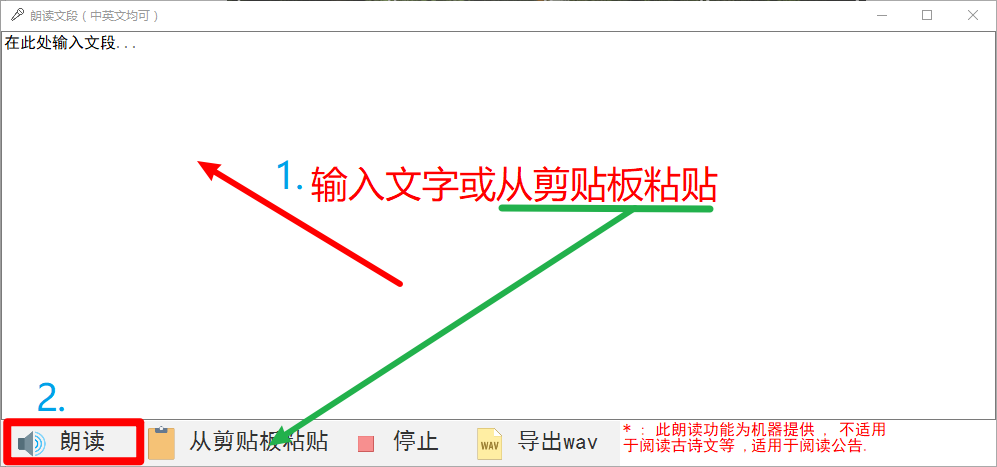 朗读文段（中英文均可）
在此处输入文段...
1. 输入文字或从剪贴板粘贴
2.
朗读 从剪贴板粘贴 停止 WAV 导出wav
* ： 此朗读功能为机器提供 ， 不适用
于阅读古诗文等 ，适用于阅读公告.